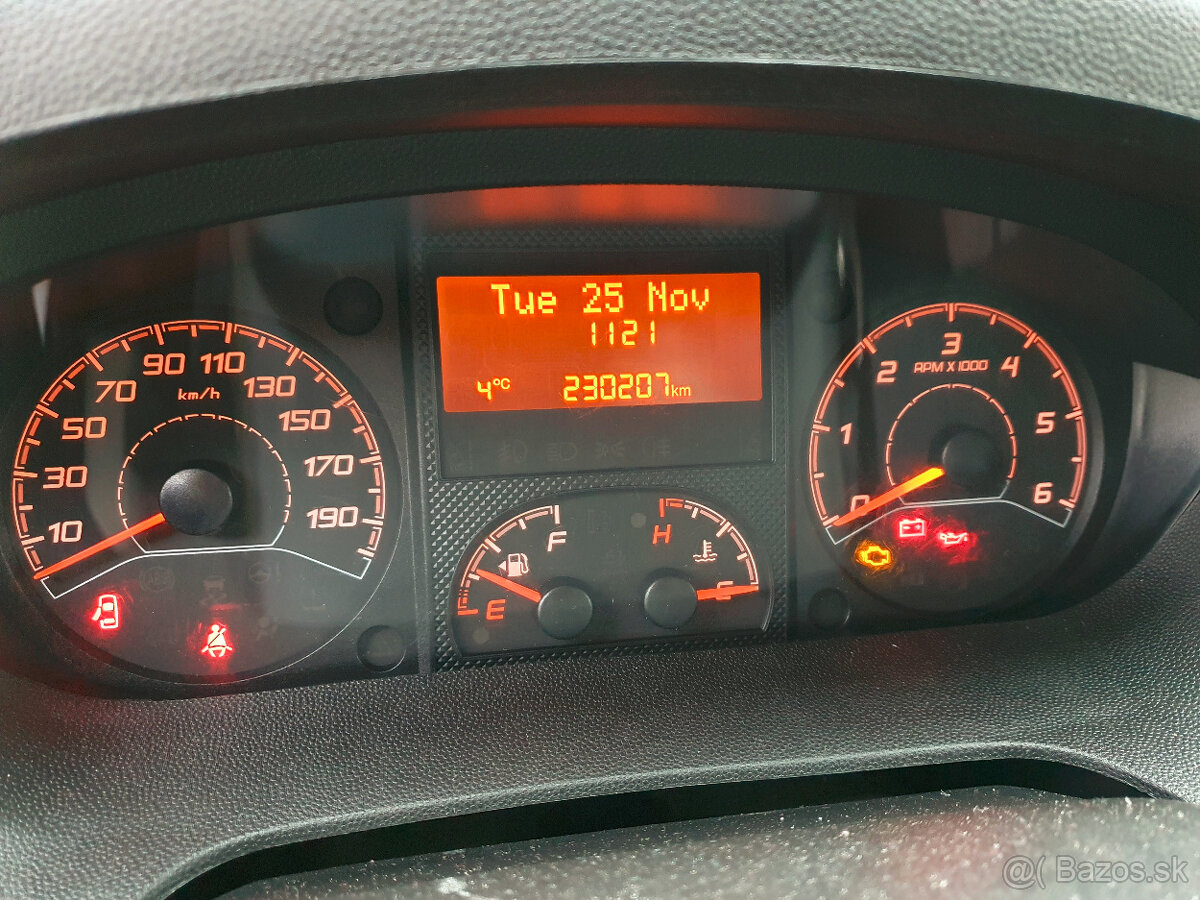 Tue 25 Nov
1121
4°C 230207km
10 30 50 70 90 110 130 150 170 190
km/h
0 1 2 3 4 5 6
RPM X 1000
E F
H C
@( Bazos.sk